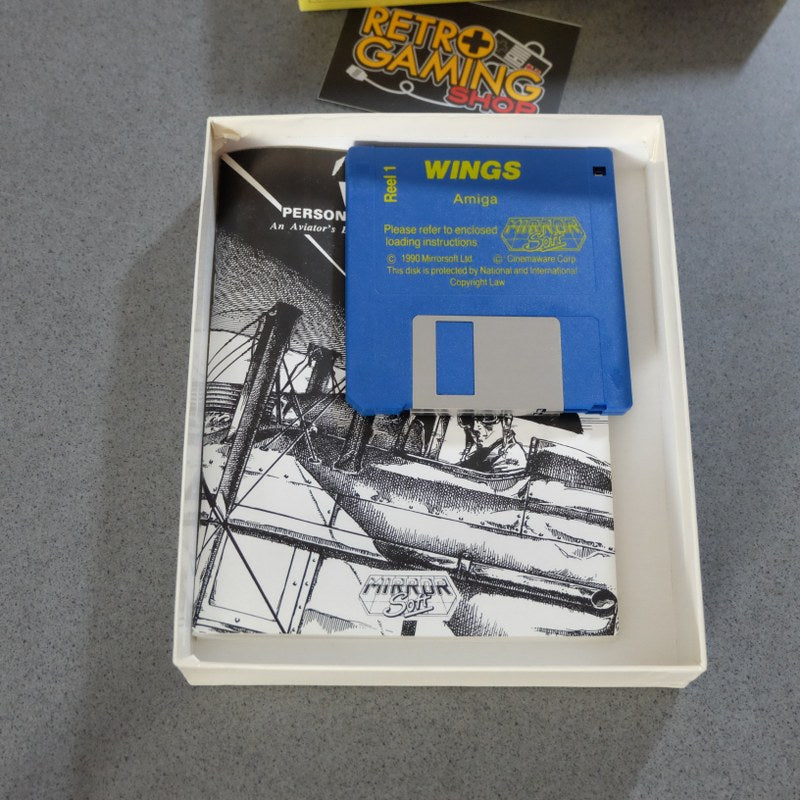 RETRO
GAMING
SHOP
Reel 1
WINGS
Amiga
Please refer to enclosed
loading instructions
MIRROR
Soft
© 1990 Mirrorsoft Ltd. © Cinemaware Corp.
This disk is protected by National and International
Copyright Law
PERSON
An Aviator's
MIRROR
Soft